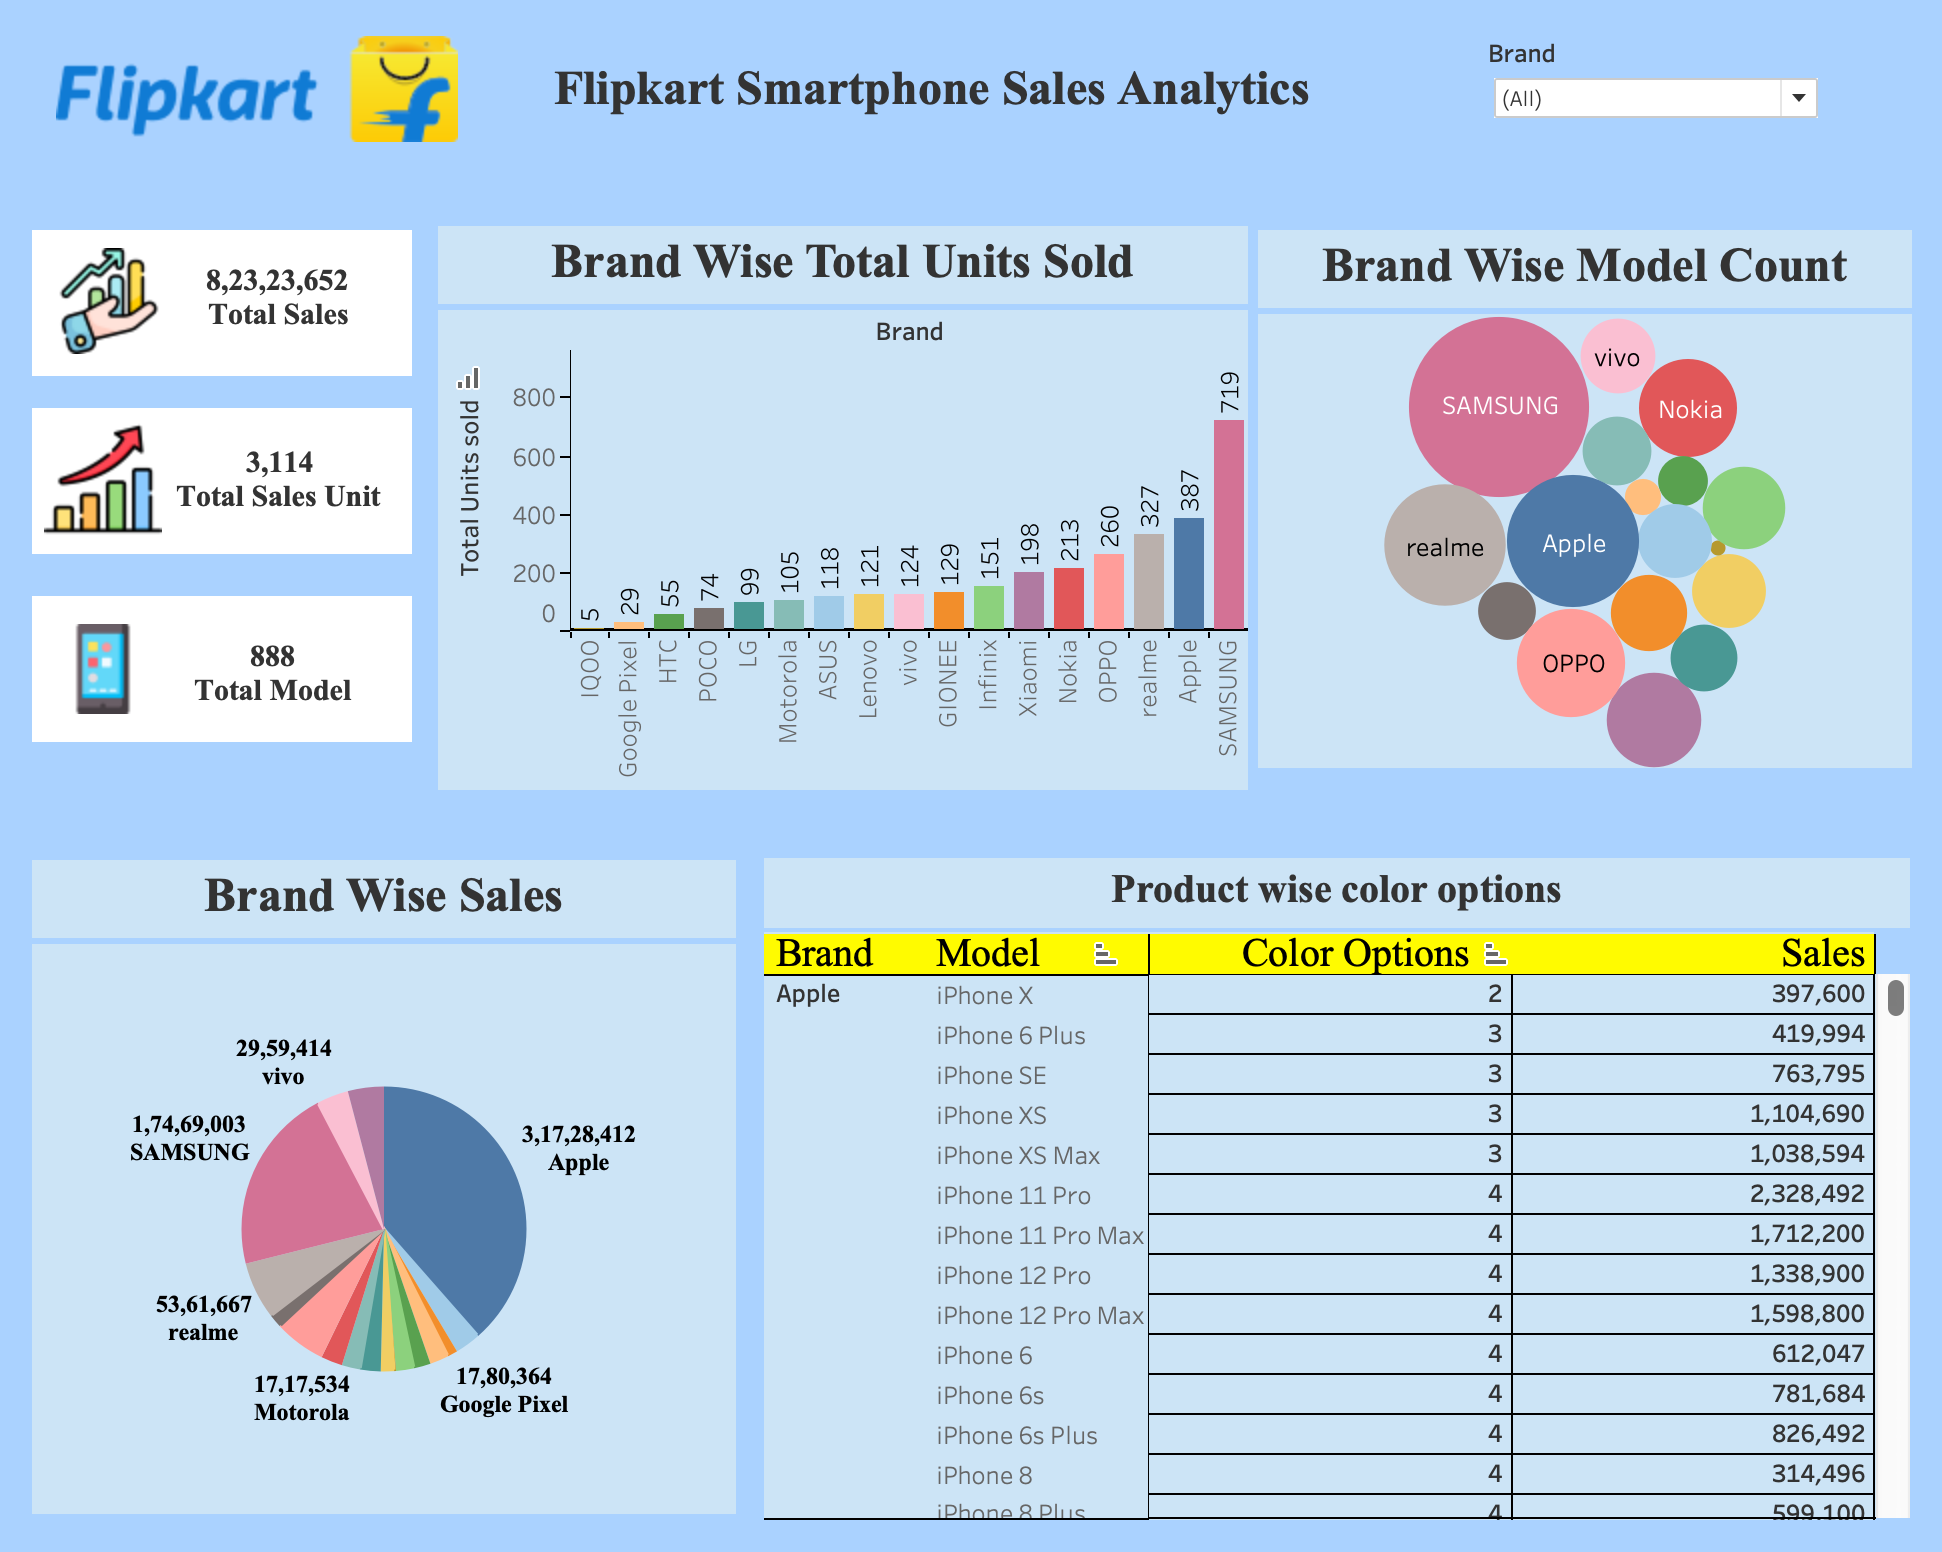 Flipkart
f
Flipkart Smartphone Sales Analytics
Brand
(All)
8,23,23,652
Total Sales
3,114
Total Sales Unit
888
Total Model
Brand Wise Total Units Sold
Brand
Total Units sold
800
600
400
200
0
5
29
55
74
99
105
118
121
124
129
151
198
213
260
327
387
719
IQOO
Google Pixel
HTC
POCO
LG
Motorola
ASUS
Lenovo
vivo
GIONEE
Infinix
Xiaomi
Nokia
OPPO
realme
Apple
SAMSUNG
Brand Wise Model Count
SAMSUNG
vivo
Nokia
realme
Apple
OPPO
Brand Wise Sales
29,59,414
vivo
1,74,69,003
SAMSUNG
3,17,28,412
Apple
53,61,667
realme
17,17,534
Motorola
17,80,364
Google Pixel
Product wise color options
Brand Model Color Options Sales
Apple iPhone X 2 397,600
iPhone 6 Plus 3 419,994
iPhone SE 3 763,795
iPhone XS 3 1,104,690
iPhone XS Max 3 1,038,594
iPhone 11 Pro 4 2,328,492
iPhone 11 Pro Max 4 1,712,200
iPhone 12 Pro 4 1,338,900
iPhone 12 Pro Max 4 1,598,800
iPhone 6 4 612,047
iPhone 6s 4 781,684
iPhone 6s Plus 4 826,492
iPhone 8 4 314,496
iPhone 8 Plus 4 599,100